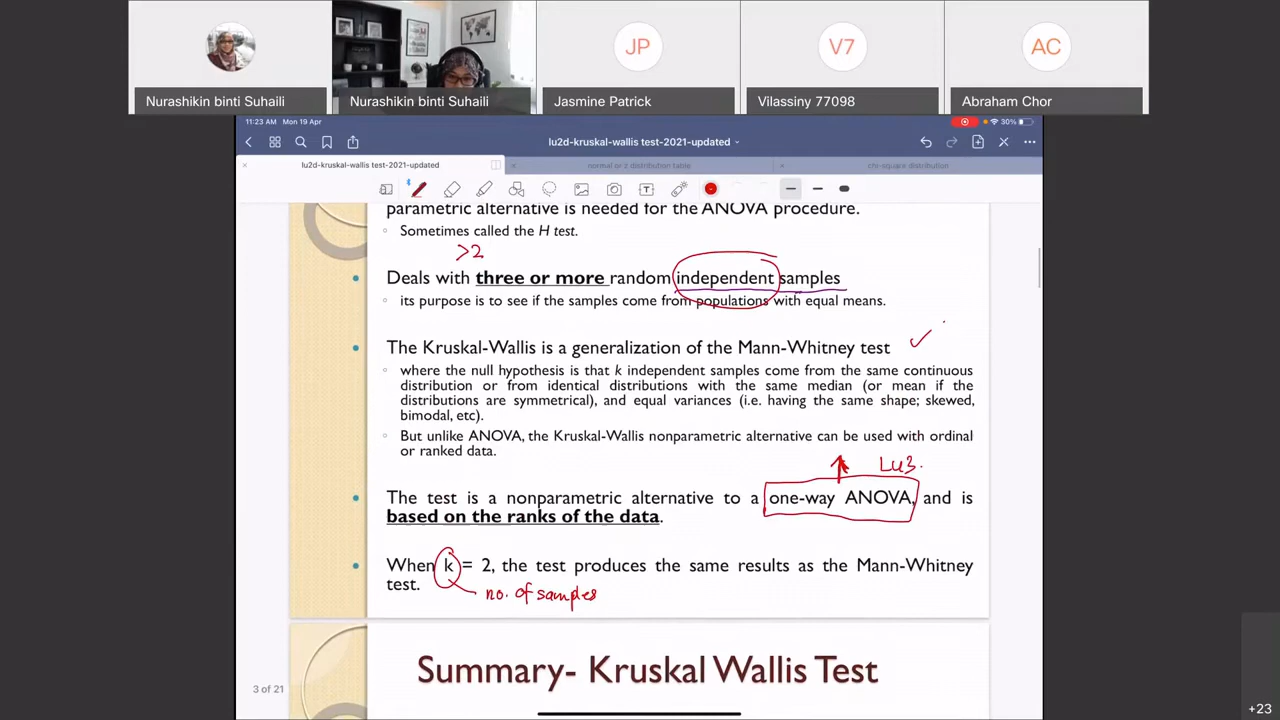 JP
V7
AC
Nurashikin binti Suhaili
Nurashikin binti Suhaili
Jasmine Patrick
Vilassiny 77098
Abraham Chor
11:23 AM Mon 19 Apr
30%
lu2d-kruskal-wallis test-2021-updated
lu2d-kruskal-wallis test-2021-updated
normal or z distribution table
chi-square distribution
parametric alternative is needed for the ANOVA procedure.
Sometimes called the H test.
>2
Deals with three or more random independent samples
its purpose is to see if the samples come from populations with equal means.
The Kruskal-Wallis is a generalization of the Mann-Whitney test
where the null hypothesis is that k independent samples come from the same continuous
distribution or from identical distributions with the same median (or mean if the
distributions are symmetrical), and equal variances (i.e. having the same shape; skewed,
bimodal, etc).
But unlike ANOVA, the Kruskal-Wallis nonparametric alternative can be used with ordinal
or ranked data.
LU3.
The test is a nonparametric alternative to a one-way ANOVA, and is
based on the ranks of the data.
When k = 2, the test produces the same results as the Mann-Whitney
test.
no. of samples
Summary- Kruskal Wallis Test
3 of 21
+23